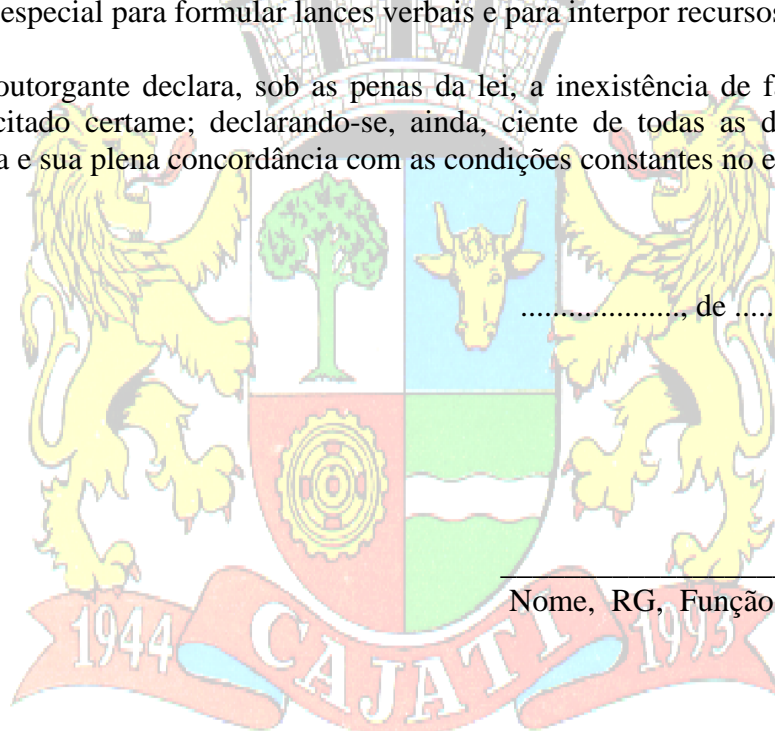 especial para formular lances verbais e para interpor recursos
outorgante declara, sob as penas da lei, a inexistência de f
citado certame; declarando-se, ainda, ciente de todas as d
a e sua plena concordância com as condições constantes no e
...................., de .....
Nome, RG, Função
1944 CAJATI 1993